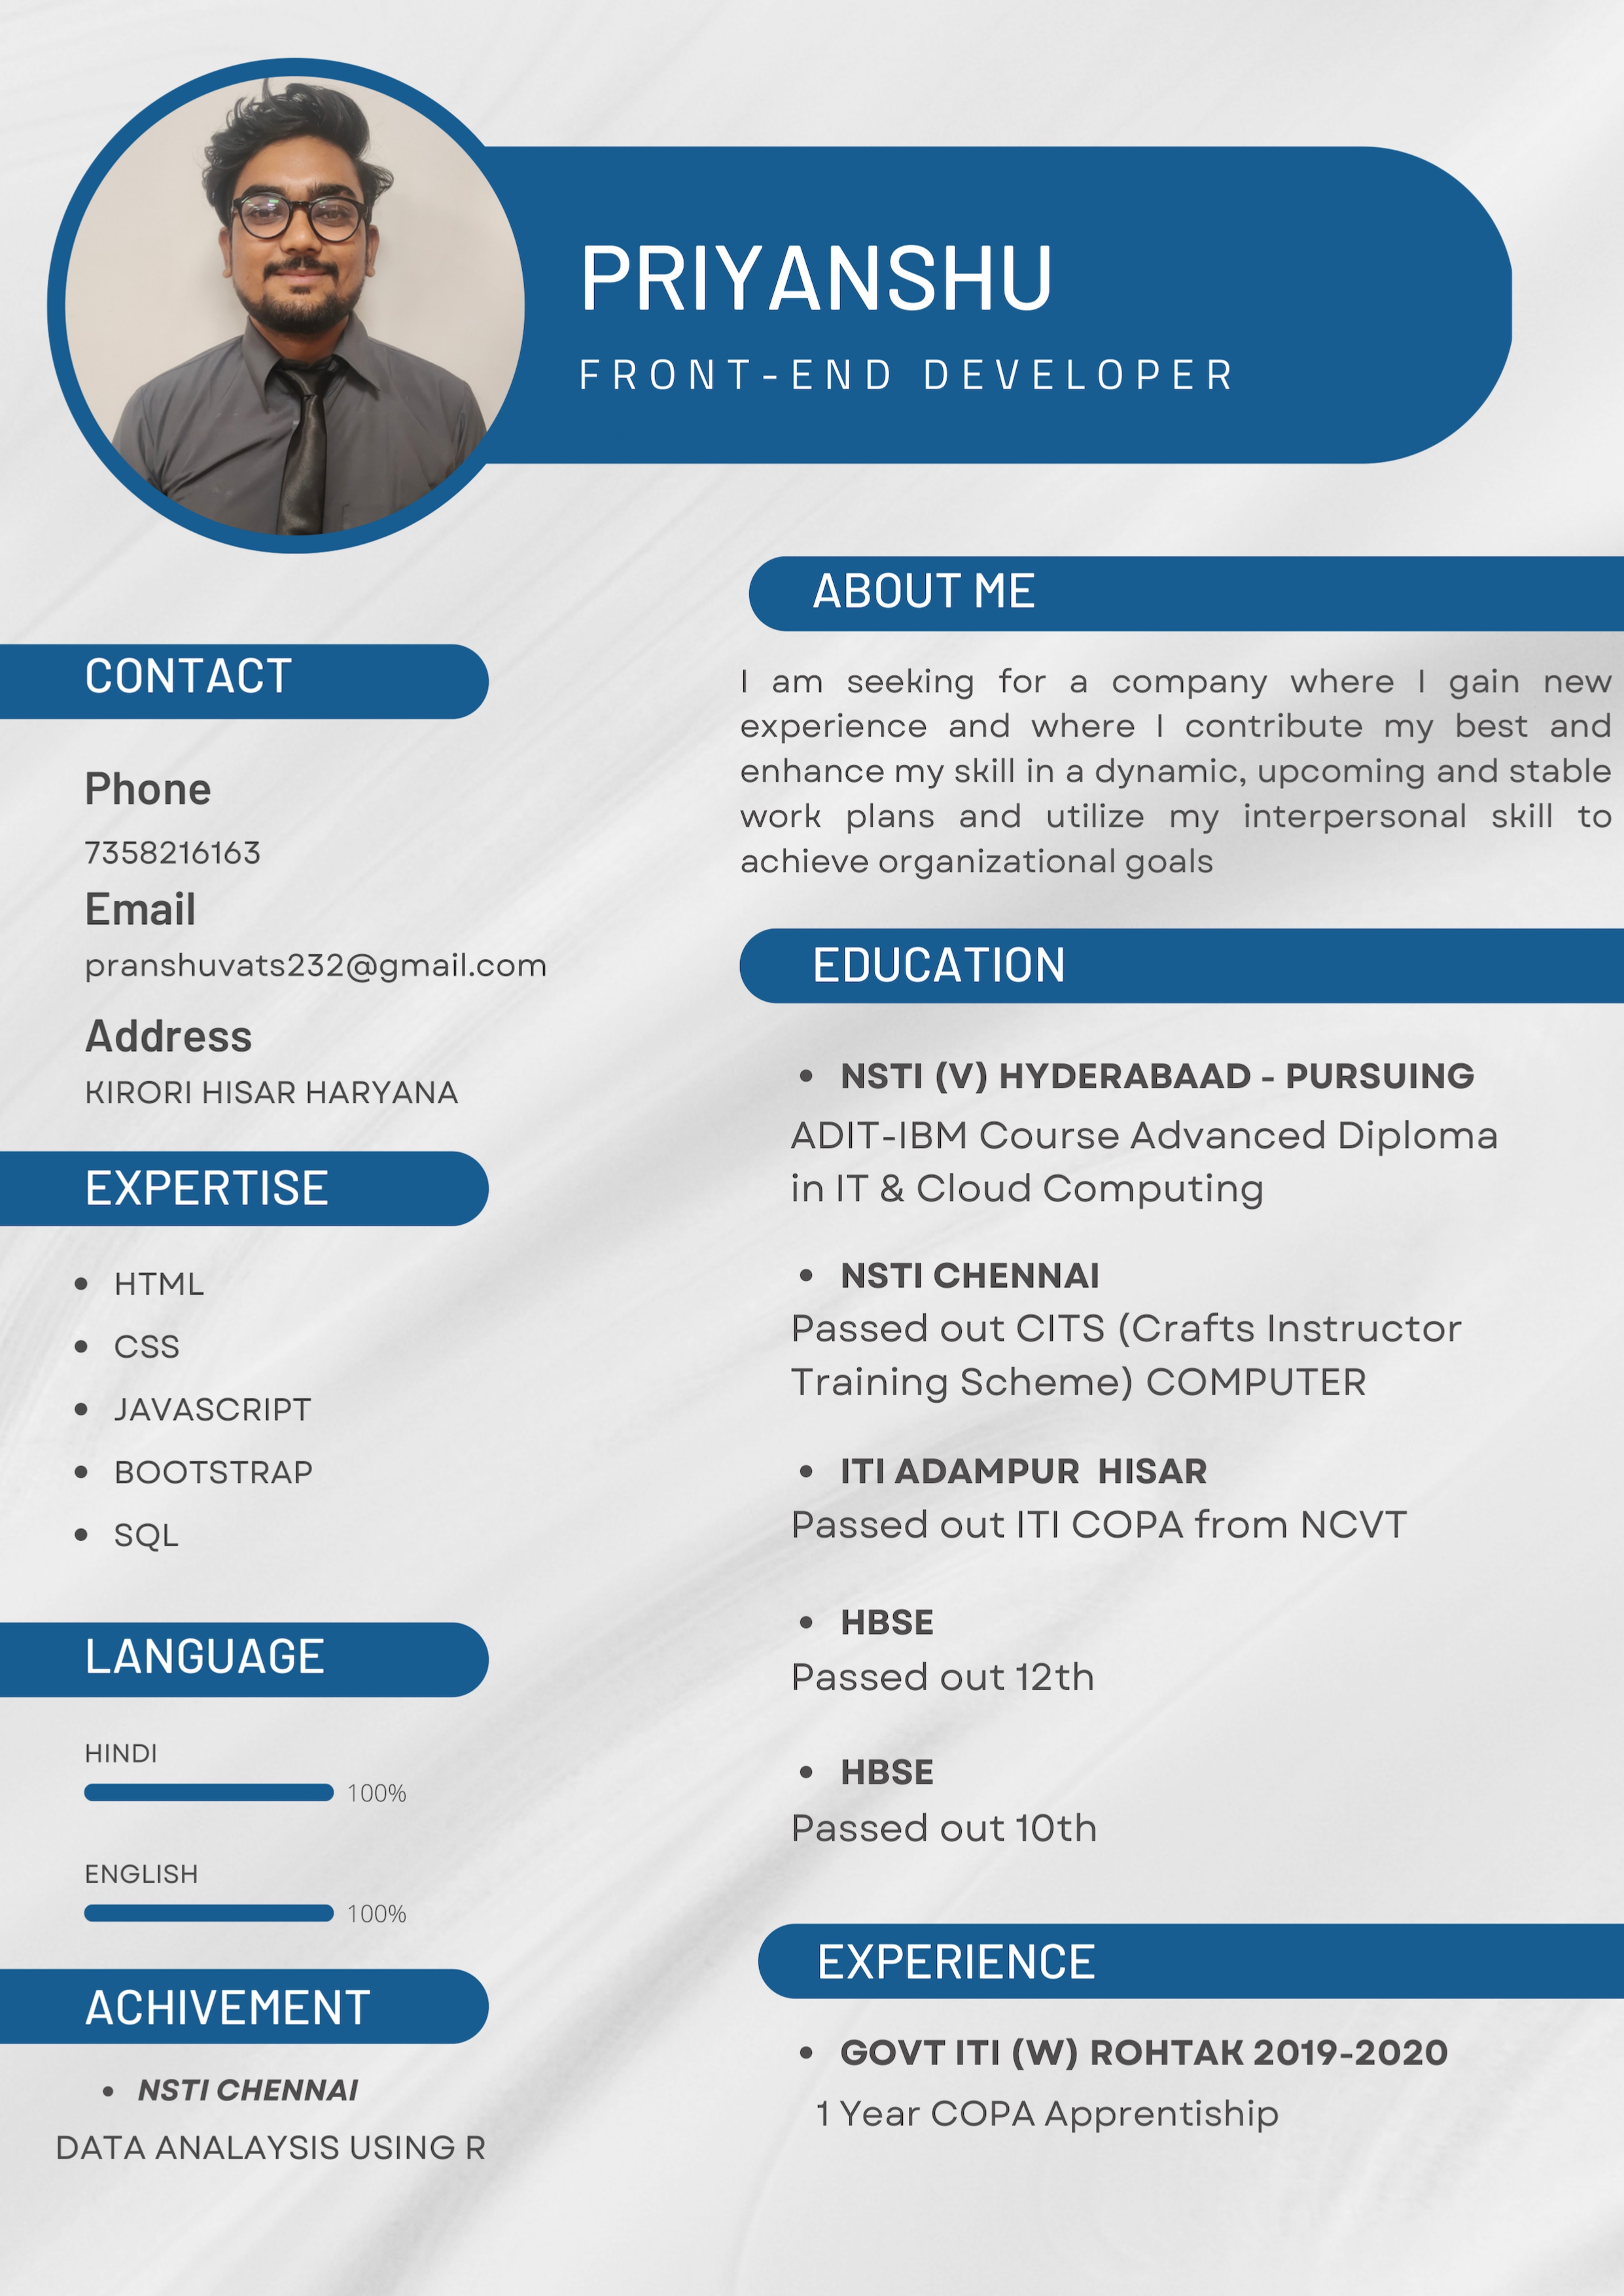 PRIYANSHU
FRONT-END DEVELOPER
CONTACT
Phone
7358216163
Email
pranshuvats232@gmail.com
Address
KIRORI HISAR HARYANA
EXPERTISE
• HTML
• CSS
• JAVASCRIPT
• BOOTSTRAP
• SQL
LANGUAGE
HINDI
100%
ENGLISH
100%
ACHIVEMENT
• NSTI CHENNAI
DATA ANALAYSIS USING R
ABOUT ME
I am seeking for a company where I gain new
experience and where I contribute my best and
enhance my skill in a dynamic, upcoming and stable
work plans and utilize my interpersonal skill to
achieve organizational goals
EDUCATION
• NSTI (V) HYDERABAAD - PURSUING
ADIT-IBM Course Advanced Diploma
in IT & Cloud Computing
• NSTI CHENNAI
Passed out CITS (Crafts Instructor
Training Scheme) COMPUTER
• ITI ADAMPUR HISAR
Passed out ITI COPA from NCVT
• HBSE
Passed out 12th
• HBSE
Passed out 10th
EXPERIENCE
• GOVT ITI (W) ROHTAK 2019-2020
1 Year COPA Apprentiship